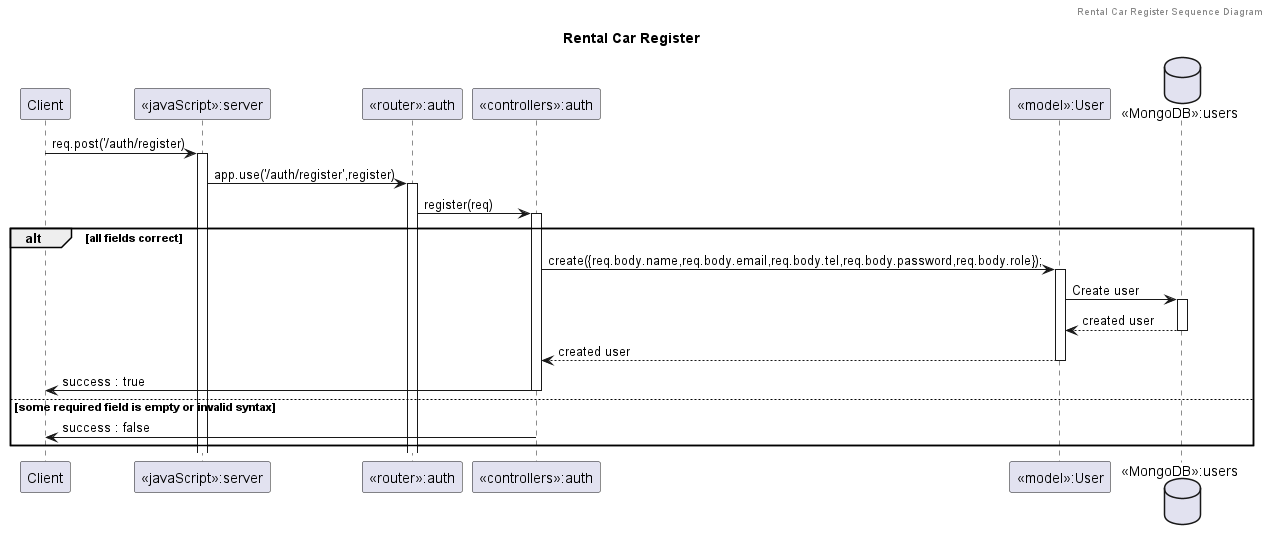 Rental Car Register Sequence Diagram
Rental Car Register
Client
«javaScript»:server
«router»:auth
«controllers»:auth
«model»:User
«MongoDB»:users
req.post('/auth/register)
app.use('/auth/register',register)
register(req)
alt [all fields correct]
create({req.body.name,req.body.email,req.body.tel,req.body.password,req.body.role});
Create user
created user
created user
success : true
[some required field is empty or invalid syntax]
success : false
Client
«javaScript»:server
«router»:auth
«controllers»:auth
«model»:User
«MongoDB»:users